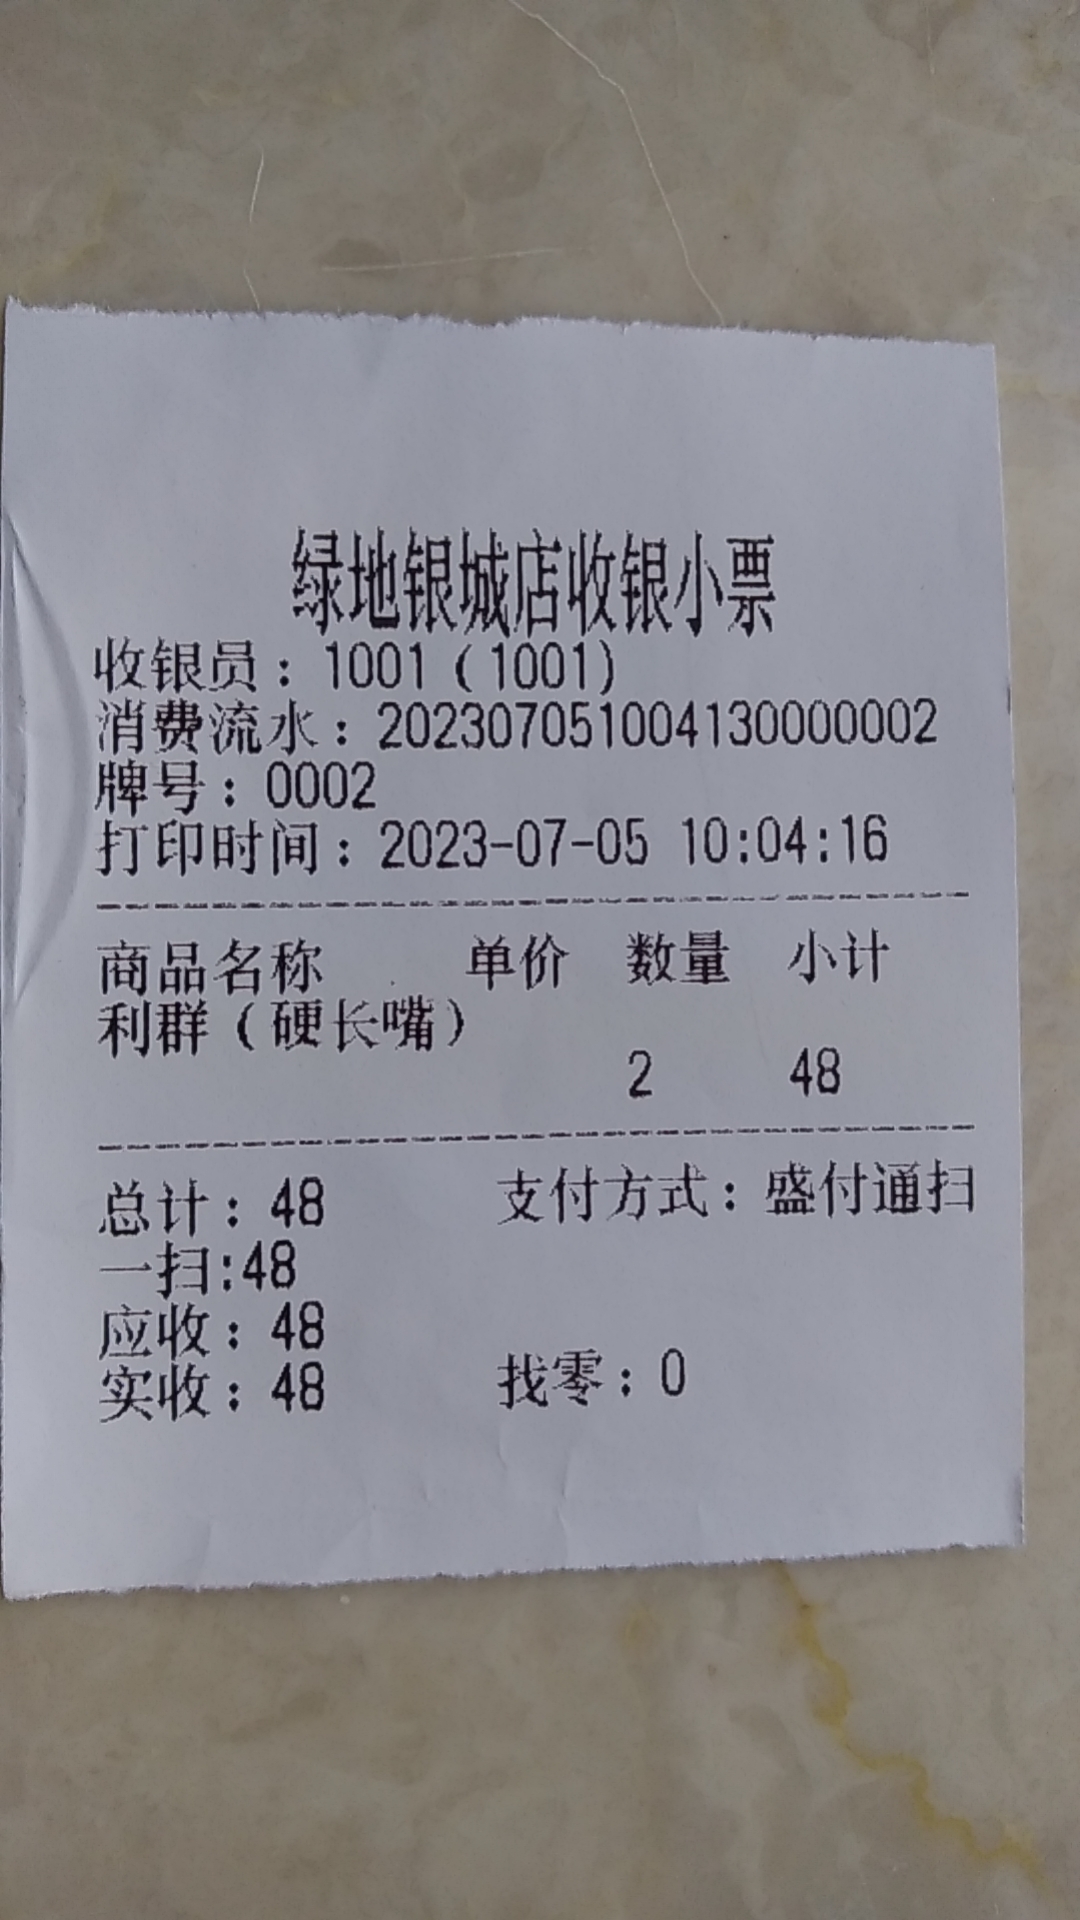 绿地银城店收银小票
收银员：1001（1001）
消费流水：2023070510041300000002
牌号：0002
打印时间：2023-07-05 10:04:16
商品名称 单价 数量 小计
利群（硬长嘴）
2 48
总计：48 支付方式：盛付通扫
一扫:48
应收：48
实收：48 找零：0